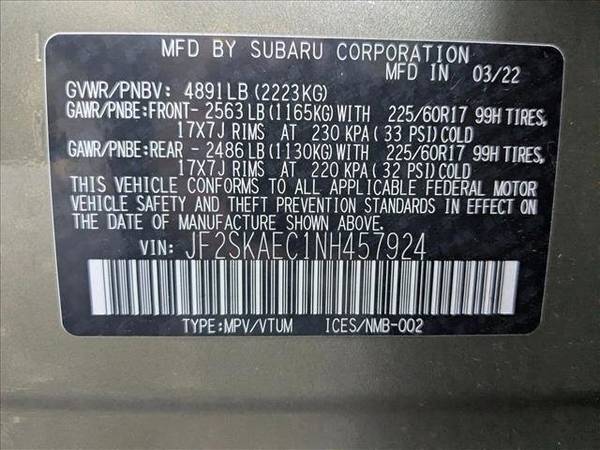 MFD BY SUBARU CORPORATION
MFD IN 03/22
GVWR/PNBV: 4891LB(2223KG)
GAWR/PNBE:FRONT- 2563LB(1165KG)WITH 225/60R17 99H TIRES,
17X7J RIMS AT 230 KPA(33 PSI)COLD
GAWR/PNBE:REAR - 2486LB(1130KG)WITH 225/60R17 99H TIRES,
17X7J RIMS AT 220 KPA(32 PSI)COLD
THIS VEHICLE CONFORMS TO ALL APPLICABLE FEDERAL MOTOR
VEHICLE SAFETY AND THEFT PREVENTION STANDARDS IN EFFECT ON
THE DATE OF MANUFACTURE SHOWN ABOVE.
VIN: JF2SKAEC1NH457924
TYPE:MPV/VTUM ICES/NMB-002